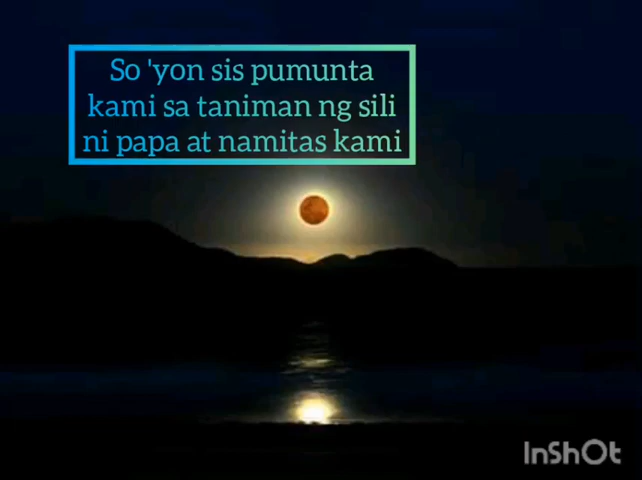 So 'yon sis pumunta
kami sa taniman ng sili
ni papa at namitas kami
InShOt